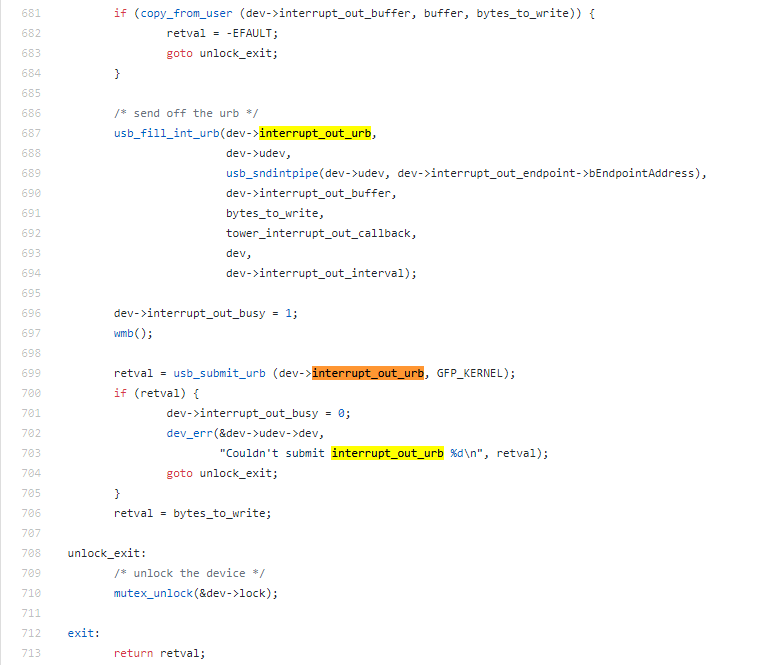 681 if (copy_from_user (dev->interrupt_out_buffer, buffer, bytes_to_write)) {
682 retval = -EFAULT;
683 goto unlock_exit;
684 }
685
686 /* send off the urb */
687 usb_fill_int_urb(dev->interrupt_out_urb,
688 dev->udev,
689 usb_sndintpipe(dev->udev, dev->interrupt_out_endpoint->bEndpointAddress),
690 dev->interrupt_out_buffer,
691 bytes_to_write,
692 tower_interrupt_out_callback,
693 dev,
694 dev->interrupt_out_interval);
695
696 dev->interrupt_out_busy = 1;
697 wmb();
698
699 retval = usb_submit_urb (dev->interrupt_out_urb, GFP_KERNEL);
700 if (retval) {
701 dev->interrupt_out_busy = 0;
702 dev_err(&dev->udev->dev,
703 "Couldn't submit interrupt_out_urb %d\n", retval);
704 goto unlock_exit;
705 }
706 retval = bytes_to_write;
707
708 unlock_exit:
709 /* unlock the device */
710 mutex_unlock(&dev->lock);
711
712 exit:
713 return retval;